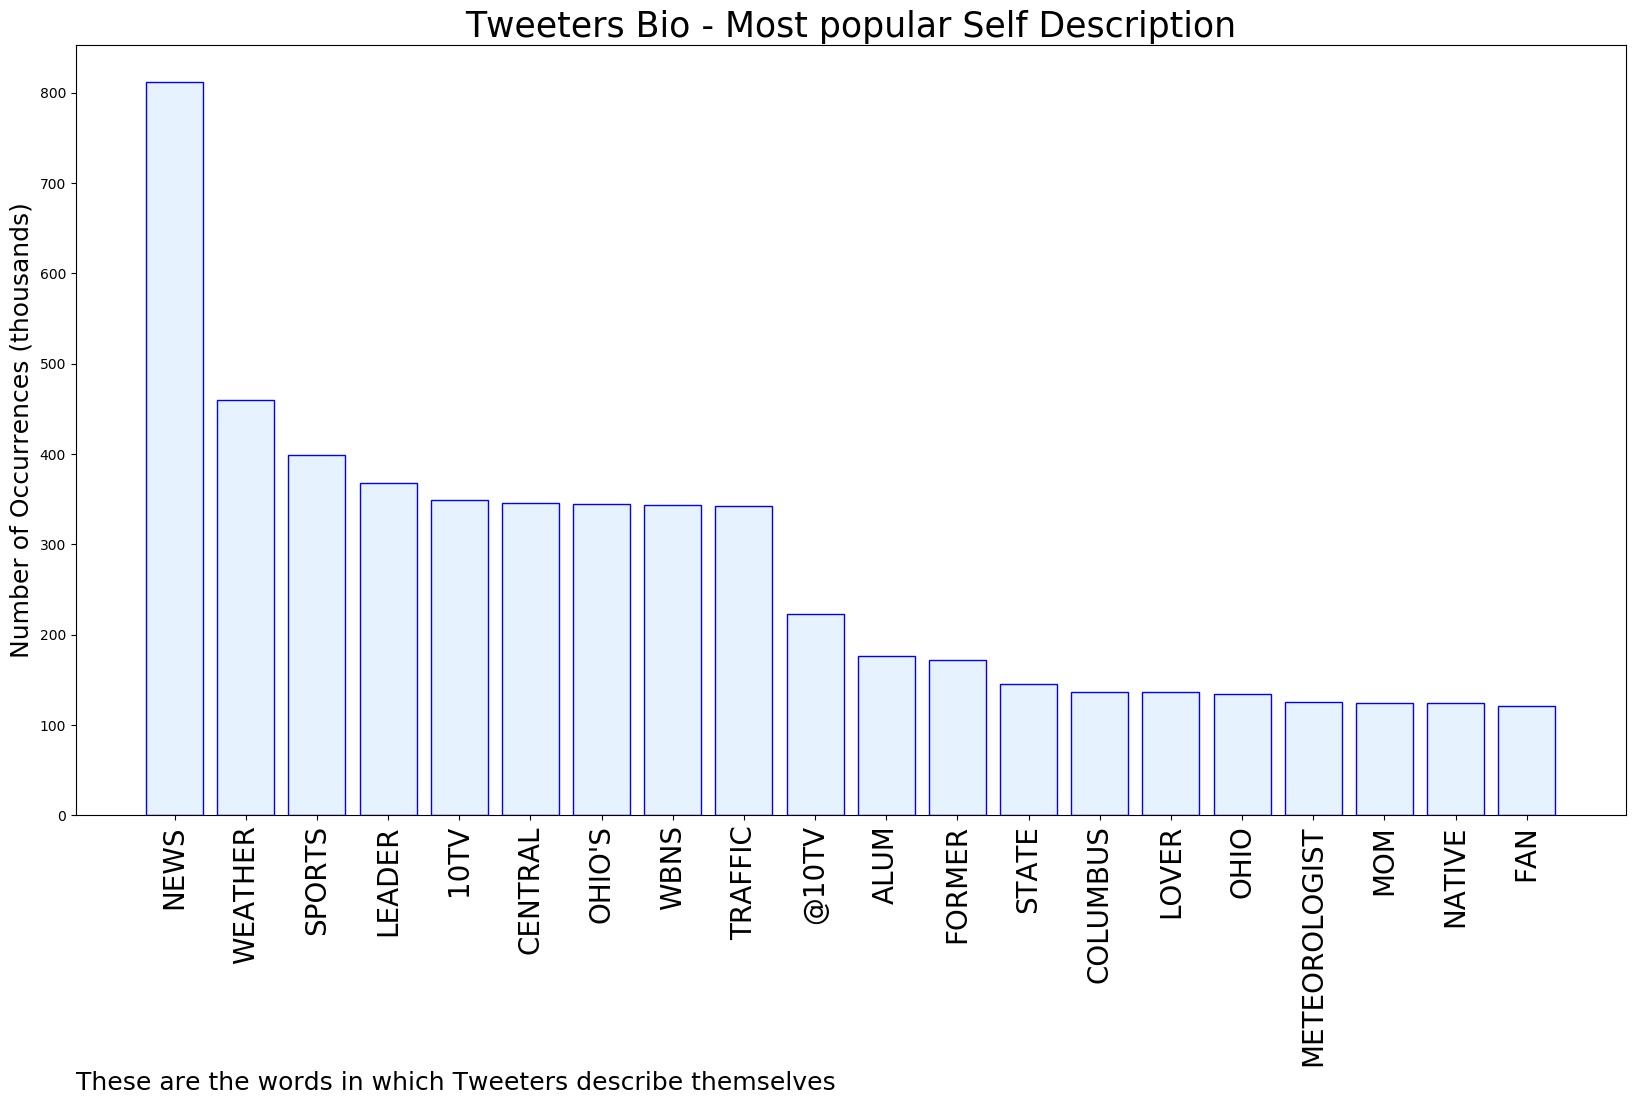 Tweeters Bio - Most popular Self Description
Number of Occurrences (thousands)
800
700
600
500
400
300
200
100
0
NEWS
WEATHER
SPORTS
LEADER
10TV
CENTRAL
OHIO'S
WBNS
TRAFFIC
@10TV
ALUM
FORMER
STATE
COLUMBUS
LOVER
OHIO
METEOROLOGIST
MOM
NATIVE
FAN
These are the words in which Tweeters describe themselves